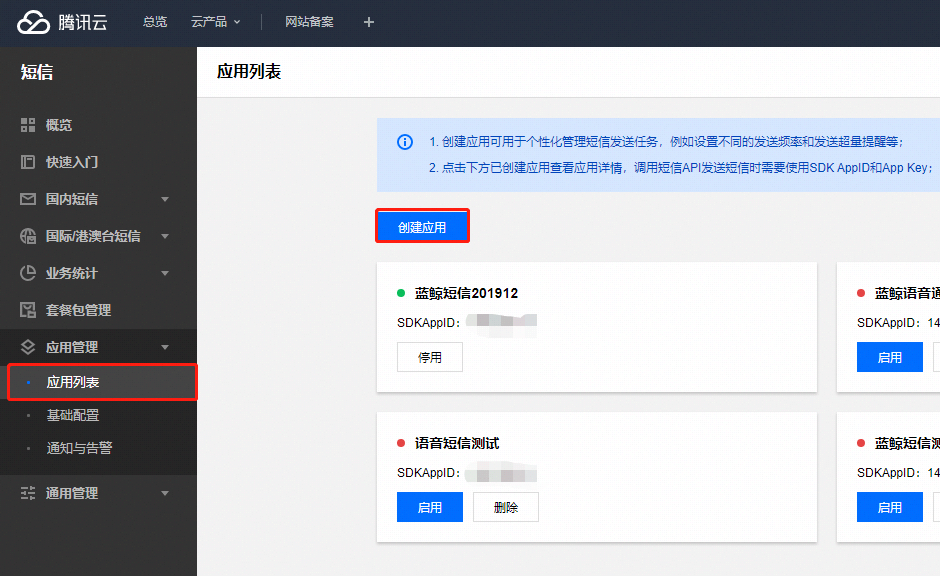 腾讯云
总览
云产品
网站备案
短信
概览
快速入门
国内短信
国际/港澳台短信
业务统计
套餐包管理
应用管理
应用列表
基础配置
通知与告警
通用管理
应用列表
1. 创建应用可用于个性化管理短信发送任务，例如设置不同的发送频率和发送超量提醒等；
2. 点击下方已创建应用查看应用详情，调用短信API发送短信时需要使用SDK AppID和App Key；
创建应用
蓝鲸短信201912
SDKAppID：
停用
蓝鲸语音通
SDKAppID：14
启用
语音短信测试
SDKAppID：
启用
删除
蓝鲸短信测
SDKAppID：14
启用